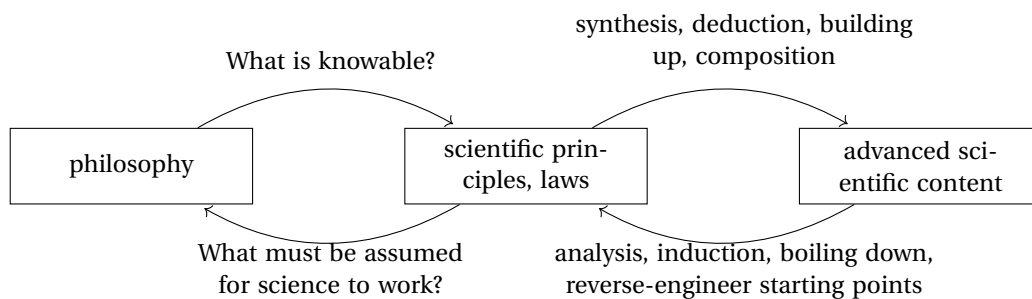 synthesis, deduction, building
up, composition
What is knowable?
philosophy
scientific prin-
ciples, laws
advanced sci-
entific content
What must be assumed
for science to work?
analysis, induction, boiling down,
reverse-engineer starting points